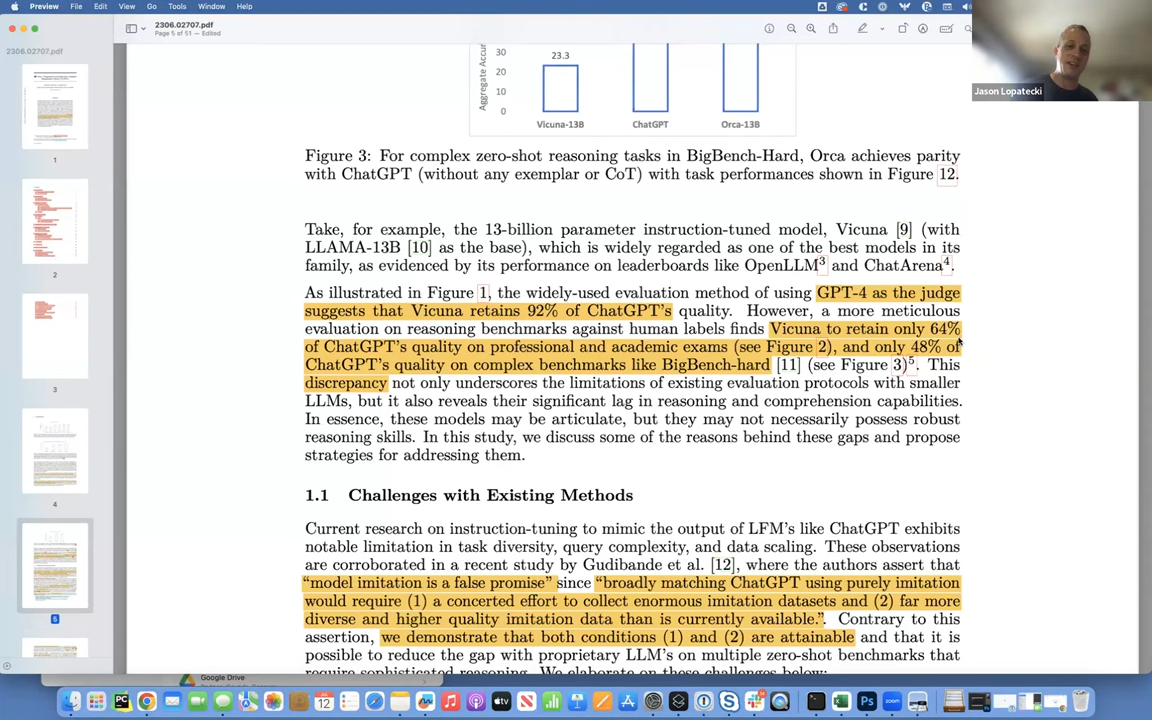 Preview File Edit View Go Tools Window Help
2306.02707.pdf
Page 5 of 51 – Edited
2306.02707.pdf
1
2
3
4
5
Jason Lopatecki
Aggregate Accur
30
20
10
0
23.3
Vicuna-13B ChatGPT Orca-13B
Figure 3: For complex zero-shot reasoning tasks in BigBench-Hard, Orca achieves parity
with ChatGPT (without any exemplar or CoT) with task performances shown in Figure 12.
Take, for example, the 13-billion parameter instruction-tuned model, Vicuna [9] (with
LLAMA-13B [10] as the base), which is widely regarded as one of the best models in its
family, as evidenced by its performance on leaderboards like OpenLLM3 and ChatArena4.
As illustrated in Figure 1, the widely-used evaluation method of using GPT-4 as the judge
suggests that Vicuna retains 92% of ChatGPT's quality. However, a more meticulous
evaluation on reasoning benchmarks against human labels finds Vicuna to retain only 64%
of ChatGPT's quality on professional and academic exams (see Figure 2), and only 48% of
ChatGPT's quality on complex benchmarks like BigBench-hard [11] (see Figure 3)5. This
discrepancy not only underscores the limitations of existing evaluation protocols with smaller
LLMs, but it also reveals their significant lag in reasoning and comprehension capabilities.
In essence, these models may be articulate, but they may not necessarily possess robust
reasoning skills. In this study, we discuss some of the reasons behind these gaps and propose
strategies for addressing them.
1.1 Challenges with Existing Methods
Current research on instruction-tuning to mimic the output of LFM's like ChatGPT exhibits
notable limitation in task diversity, query complexity, and data scaling. These observations
are corroborated in a recent study by Gudibande et al. [12], where the authors assert that
“model imitation is a false promise” since “broadly matching ChatGPT using purely imitation
would require (1) a concerted effort to collect enormous imitation datasets and (2) far more
diverse and higher quality imitation data than is currently available.”. Contrary to this
assertion, we demonstrate that both conditions (1) and (2) are attainable and that it is
possible to reduce the gap with proprietary LLM's on multiple zero-shot benchmarks that
require sophisticated reasoning. We elaborate on these challenges below:
Google Drive